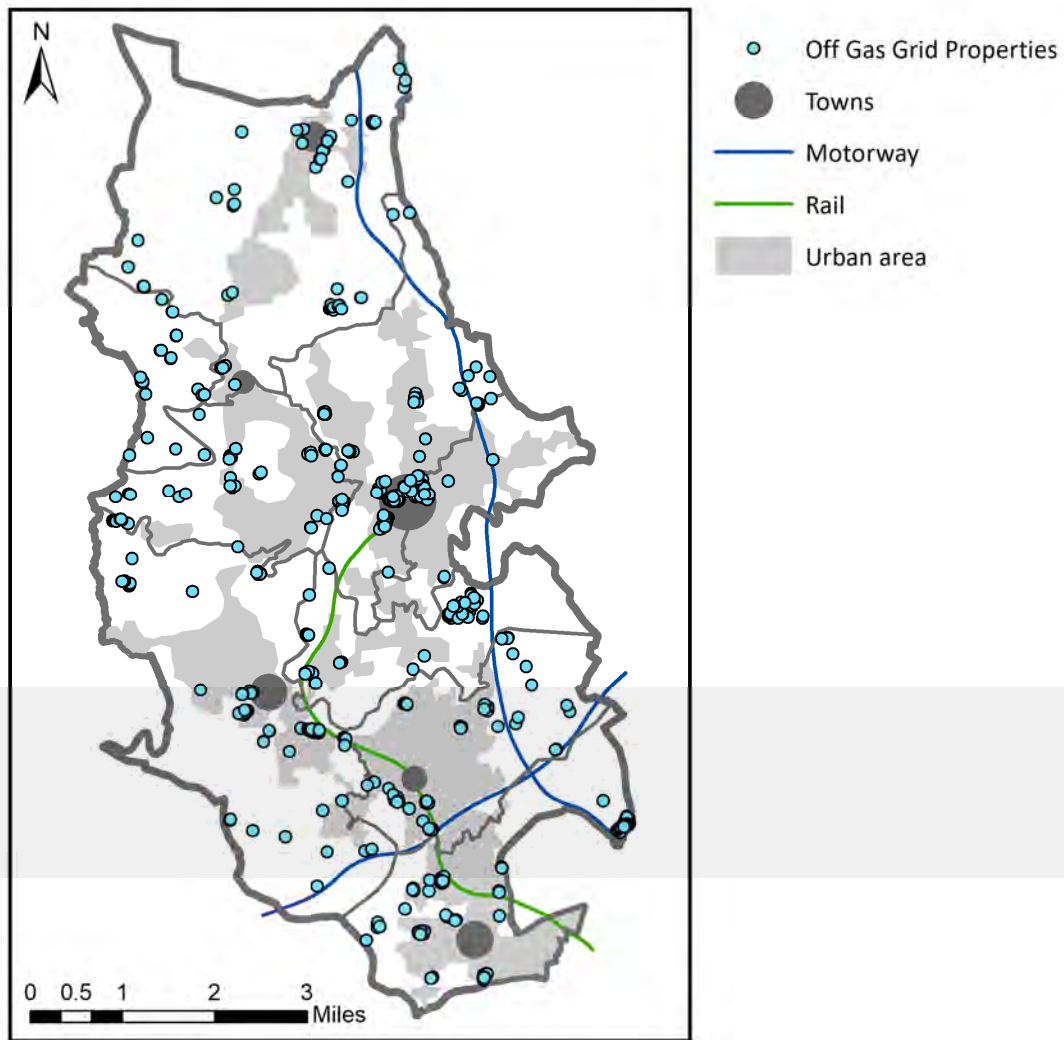 N
Off Gas Grid Properties
Towns
Motorway
Rail
Urban area
0 0.5 1 2 3
Miles